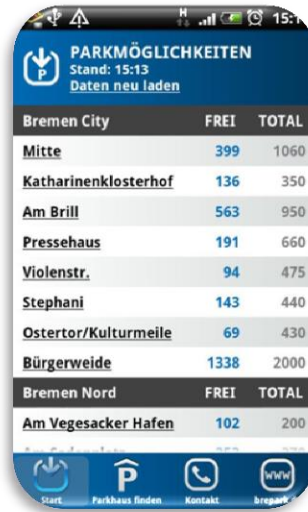 H 15:1
PARKMÖGLICHKEITEN
Stand: 15:13
Daten neu laden
Bremen City FREI TOTAL
Mitte 399 1060
Katharinenklosterhof 136 350
Am Brill 563 950
Pressehaus 191 660
Violenstr. 94 475
Stephani 143 440
Ostertor/Kulturmeile 69 430
Bürgerweide 1338 2000
Bremen Nord FREI TOTAL
Am Vegesacker Hafen 102 200
P
P
www
Start Parkhaus finden Kontakt brepark